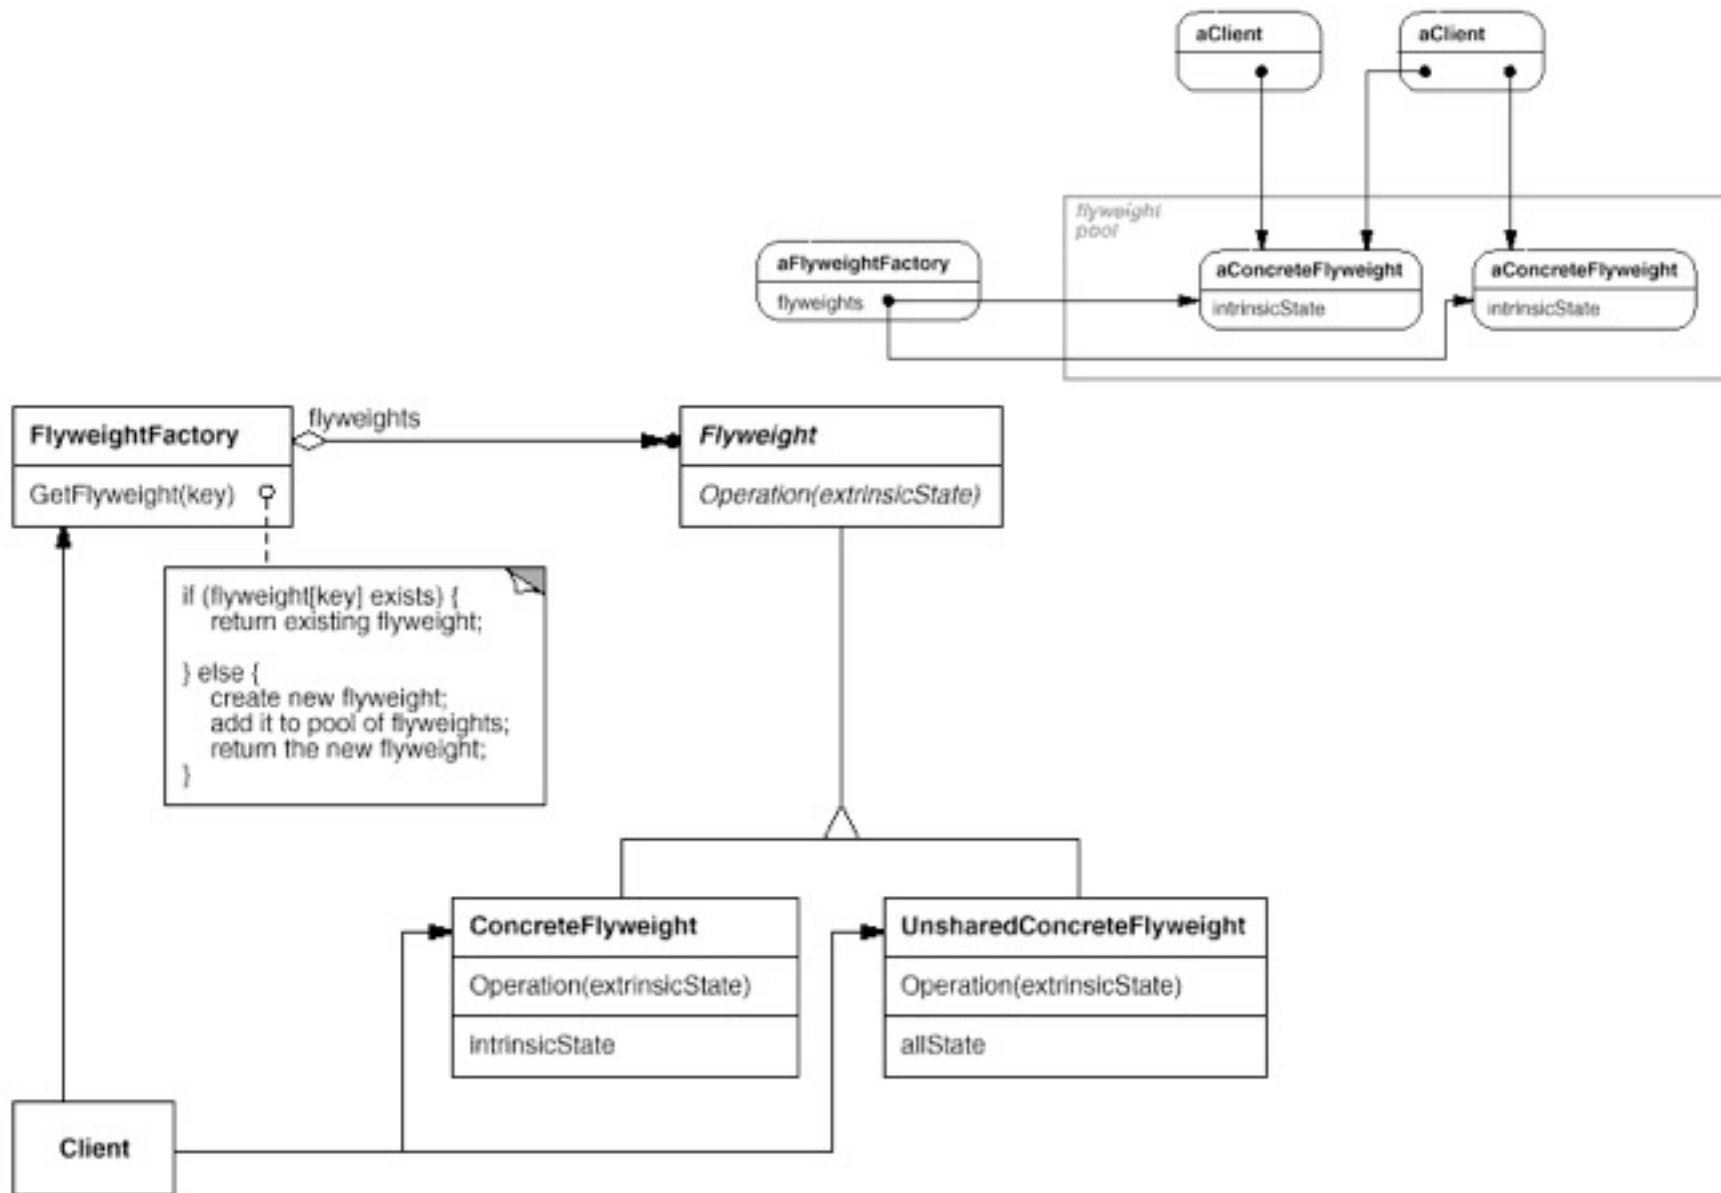 aClient
aClient
flyweight
pool
aFlyweightFactory
flyweights
aConcreteFlyweight
intrinsicState
aConcreteFlyweight
intrinsicState
FlyweightFactory
GetFlyweight(key)
flyweights
Flyweight
Operation(extrinsicState)
if (flyweight[key] exists) {
return existing flyweight;
} else {
create new flyweight;
add it to pool of flyweights;
return the new flyweight;
}
ConcreteFlyweight
Operation(extrinsicState)
intrinsicState
UnsharedConcreteFlyweight
Operation(extrinsicState)
allState
Client